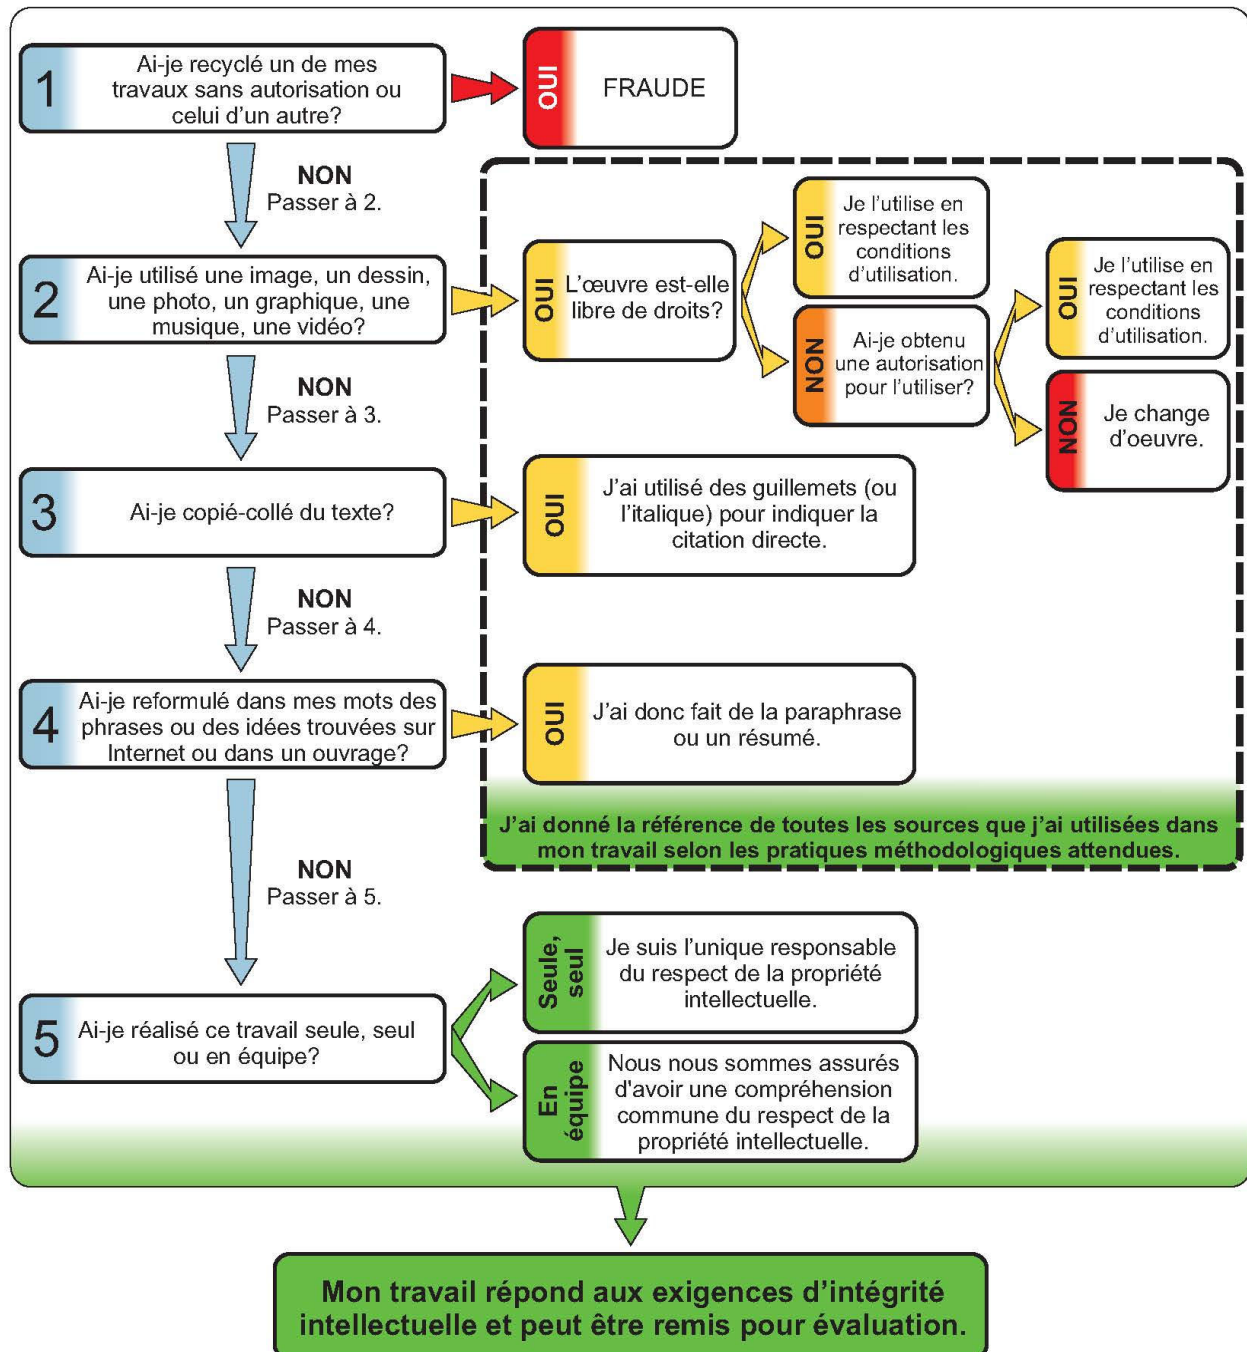 1
Ai-je recyclé un de mes
travaux sans autorisation ou
celui d'un autre?
OUI
FRAUDE
NON
Passer à 2.
2
Ai-je utilisé une image, un dessin,
une photo, un graphique, une
musique, une vidéo?
OUI
L'œuvre est-elle
libre de droits?
OUI
Je l'utilise en
respectant les
conditions
d'utilisation.
NON
Ai-je obtenu
une autorisation
pour l'utiliser?
OUI
Je l'utilise en
respectant les
conditions
d'utilisation.
NON
Je change
d'oeuvre.
NON
Passer à 3.
3
Ai-je copié-collé du texte?
OUI
J'ai utilisé des guillemets (ou
l'italique) pour indiquer la
citation directe.
NON
Passer à 4.
4
Ai-je reformulé dans mes mots des
phrases ou des idées trouvées sur
Internet ou dans un ouvrage?
OUI
J'ai donc fait de la paraphrase
ou un résumé.
J'ai donné la référence de toutes les sources que j'ai utilisées dans
mon travail selon les pratiques méthodologiques attendues.
NON
Passer à 5.
5
Ai-je réalisé ce travail seule, seul
ou en équipe?
Seule,
seul
Je suis l'unique responsable
du respect de la propriété
intellectuelle.
En
équipe
Nous nous sommes assurés
d'avoir une compréhension
commune du respect de la
propriété intellectuelle.
Mon travail répond aux exigences d'intégrité
intellectuelle et peut être remis pour évaluation.